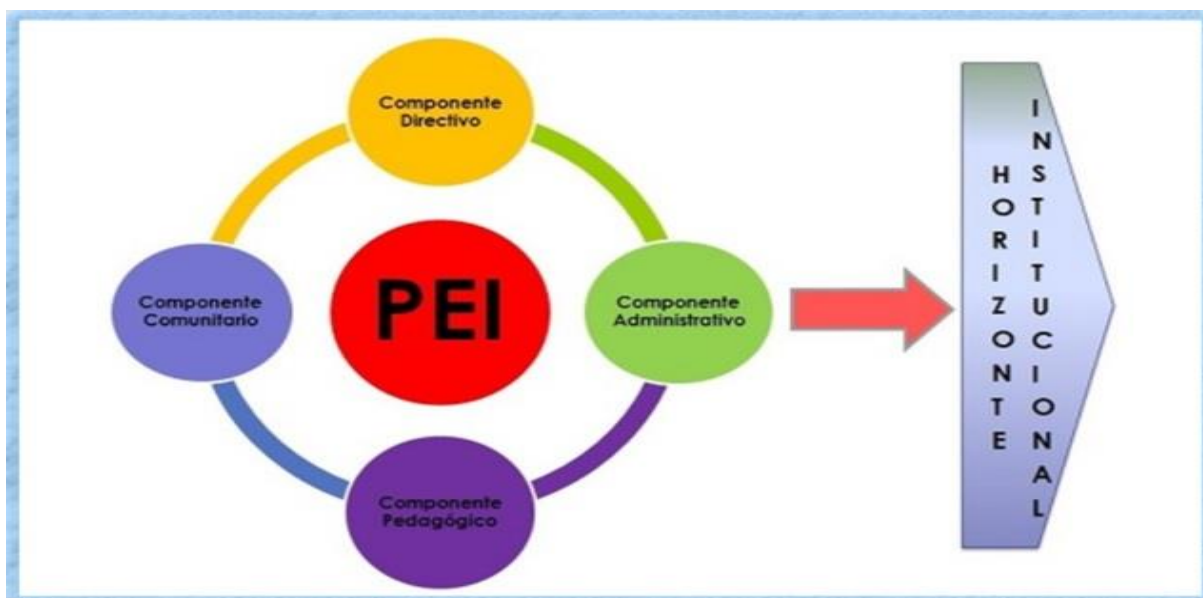 Componente
Directivo
Componente
Comunitario
PEI
Componente
Administrativo
Componente
Pedagógico
HORIZONTE
INSTITUCIONAL